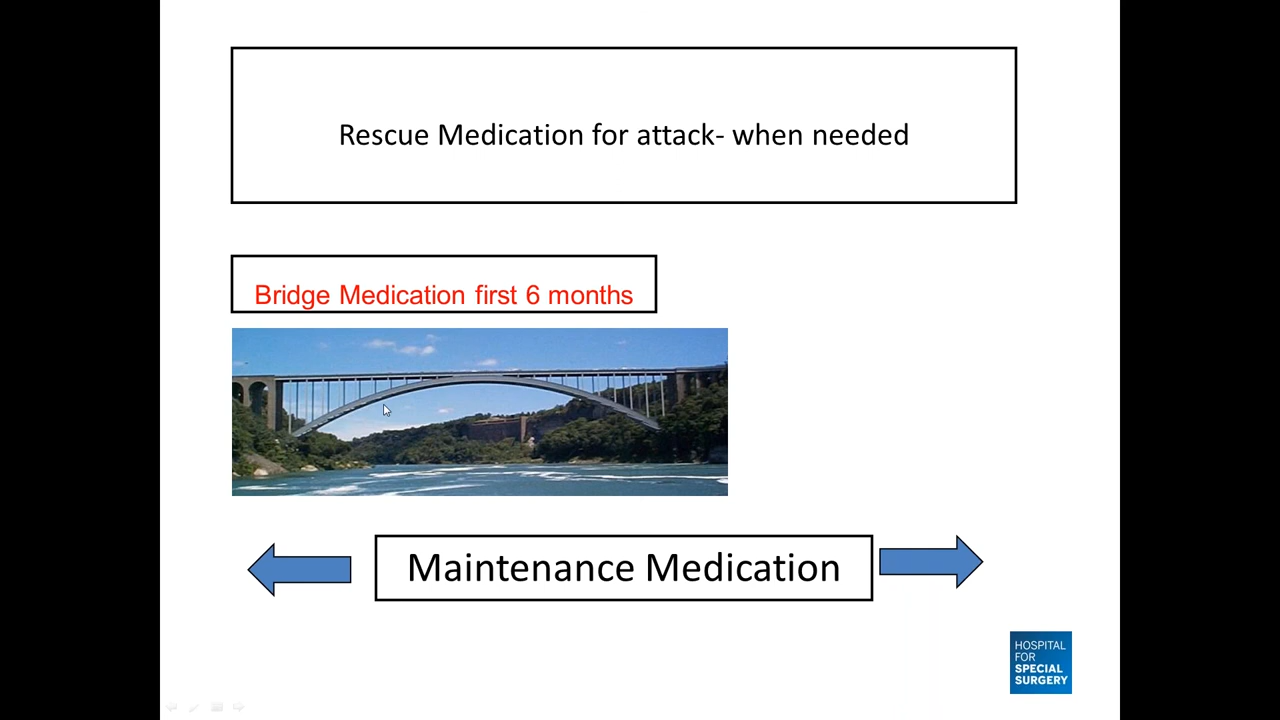 Rescue Medication for attack- when needed
Bridge Medication first 6 months
Maintenance Medication
HOSPITAL
FOR
SPECIAL
SURGERY